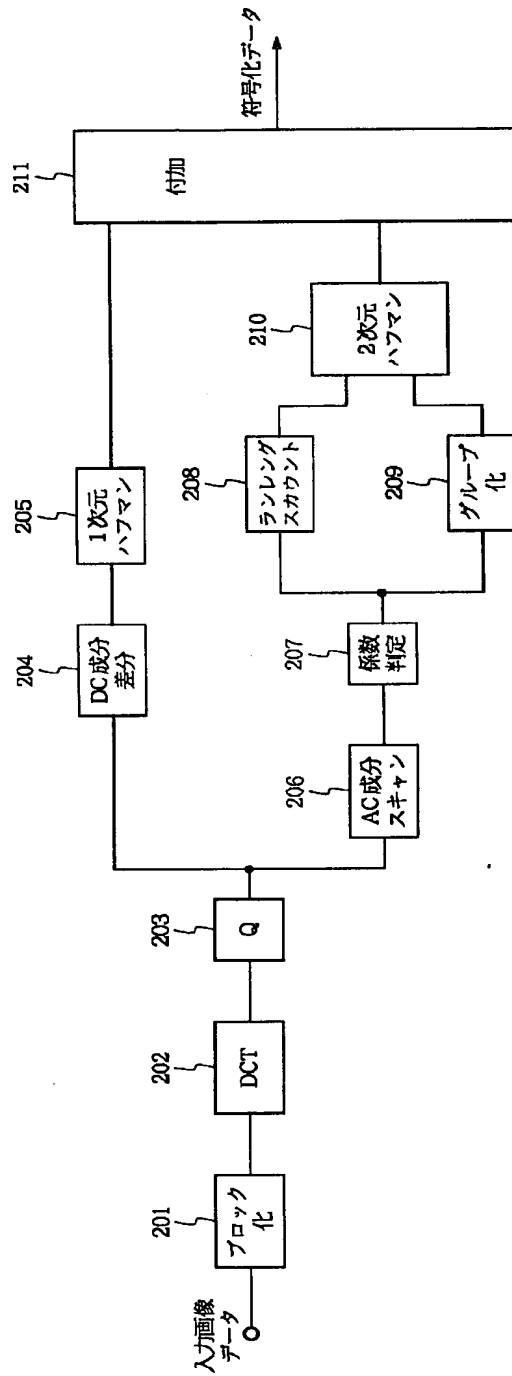 入力画像
データ
201
ブロック
化
202
DCT
203
Q
204
DC成分
差分
205
1次元
ハフマン
206
AC成分
スキャン
207
係数
判定
208
ランレング
スカウント
209
グループ
化
210
2次元
ハフマン
211
付加
符号化データ